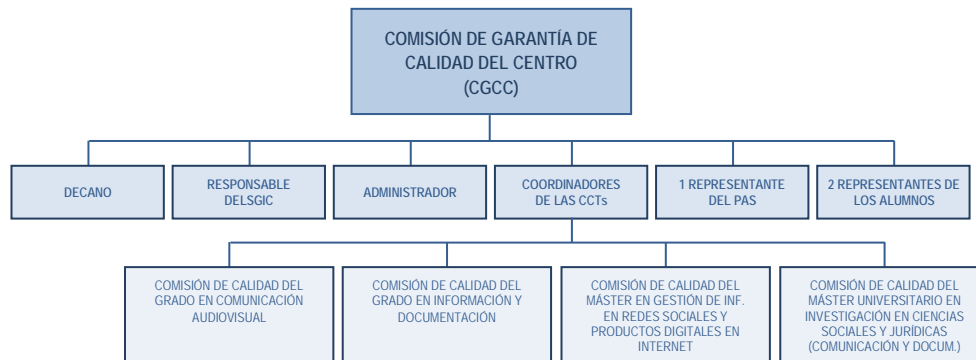 COMISIÓN DE GARANTÍA DE
CALIDAD DEL CENTRO
(CGCC)
DECANO
RESPONSABLE
DELSGIC
ADMINISTRADOR
COORDINADORES
DE LAS CCTs
1 REPRESENTANTE
DEL PAS
2 REPRESENTANTES DE
LOS ALUMNOS
COMISIÓN DE CALIDAD DEL
GRADO EN COMUNICACIÓN
AUDIOVISUAL
COMISIÓN DE CALIDAD DEL
GRADO EN INFORMACIÓN Y
DOCUMENTACIÓN
COMISIÓN DE CALIDAD DEL
MÁSTER EN GESTIÓN DE INF.
EN REDES SOCIALES Y
PRODUCTOS DIGITALES EN
INTERNET
COMISIÓN DE CALIDAD DEL
MÁSTER UNIVERSITARIO EN
INVESTIGACIÓN EN CIENCIAS
SOCIALES Y JURÍDICAS
(COMUNICACIÓN Y DOCUM.)